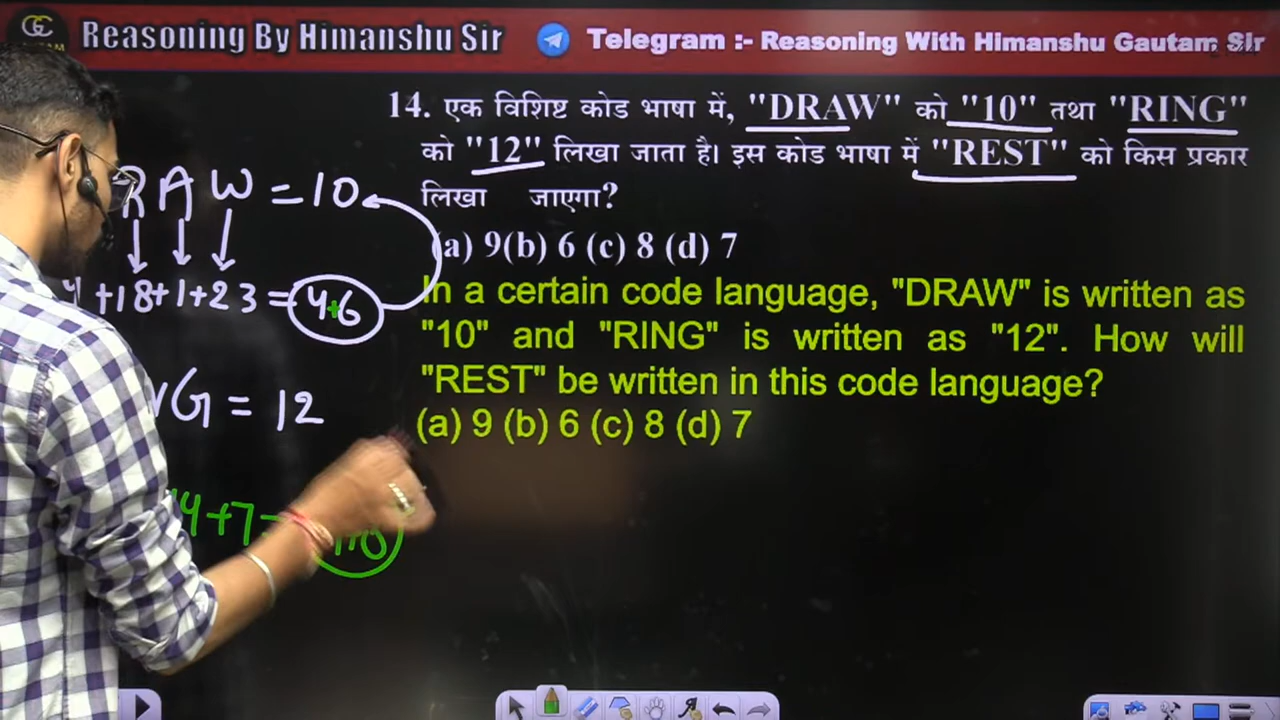 GC
Reasoning By Himanshu Sir
Telegram :- Reasoning With Himanshu Gautam Sir
14. एक विशिष्ट कोड भाषा में, "DRAW" को "10" तथा "RING"
को "12" लिखा जाता है। इस कोड भाषा में "REST" को किस प्रकार
लिखा जाएगा?
(a) 9(b) 6 (c) 8 (d) 7
In a certain code language, "DRAW" is written as
"10" and "RING" is written as "12". How will
"REST" be written in this code language?
(a) 9 (b) 6 (c) 8 (d) 7
RAW = 10
+18+1+23=4+6
G = 12
+7=